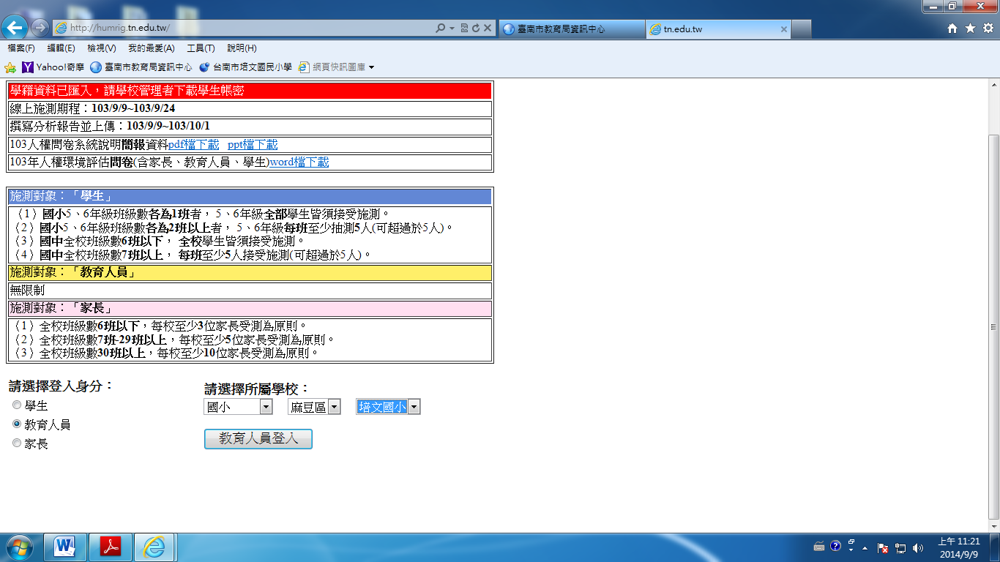 http://humrig.tn.edu.tw/
臺南市教育局資訊中心
tn.edu.tw
檔案(F) 編輯(E) 檢視(V) 我的最愛(A) 工具(T) 說明(H)
Yahoo!奇摩 臺南市教育局資訊中心 台南市培文國民小學 網頁快訊圖庫
學籍資料已匯入，請學校管理者下載學生帳密
線上施測期程：103/9/9~103/9/24
撰寫分析報告並上傳：103/9/9~103/10/1
103人權問卷系統說明簡報資料pdf檔下載 ppt檔下載
103年人權環境評估問卷(含家長、教育人員、學生)word檔下載
施測對象：「學生」
（1）國小5、6年級班級數各為1班者， 5、6年級全部學生皆須接受施測。
（2）國小5、6年級班級數各為2班以上者， 5、6年級每班至少抽測5人(可超過於5人)。
（3）國中全校班級數6班以下， 全校學生皆須接受施測。
（4）國中全校班級數7班以上， 每班至少5人接受施測(可超過於5人)。
施測對象：「教育人員」
無限制
施測對象：「家長」
（1）全校班級數6班以下，每校至少3位家長受測為原則。
（2）全校班級數7班-29班以上，每校至少5位家長受測為原則。
（3）全校班級數30班以上，每校至少10位家長受測為原則。
請選擇登入身分：
學生
教育人員
家長
請選擇所屬學校：
國小 麻豆區 培文國小
教育人員登入
上午 11:21
2014/9/9